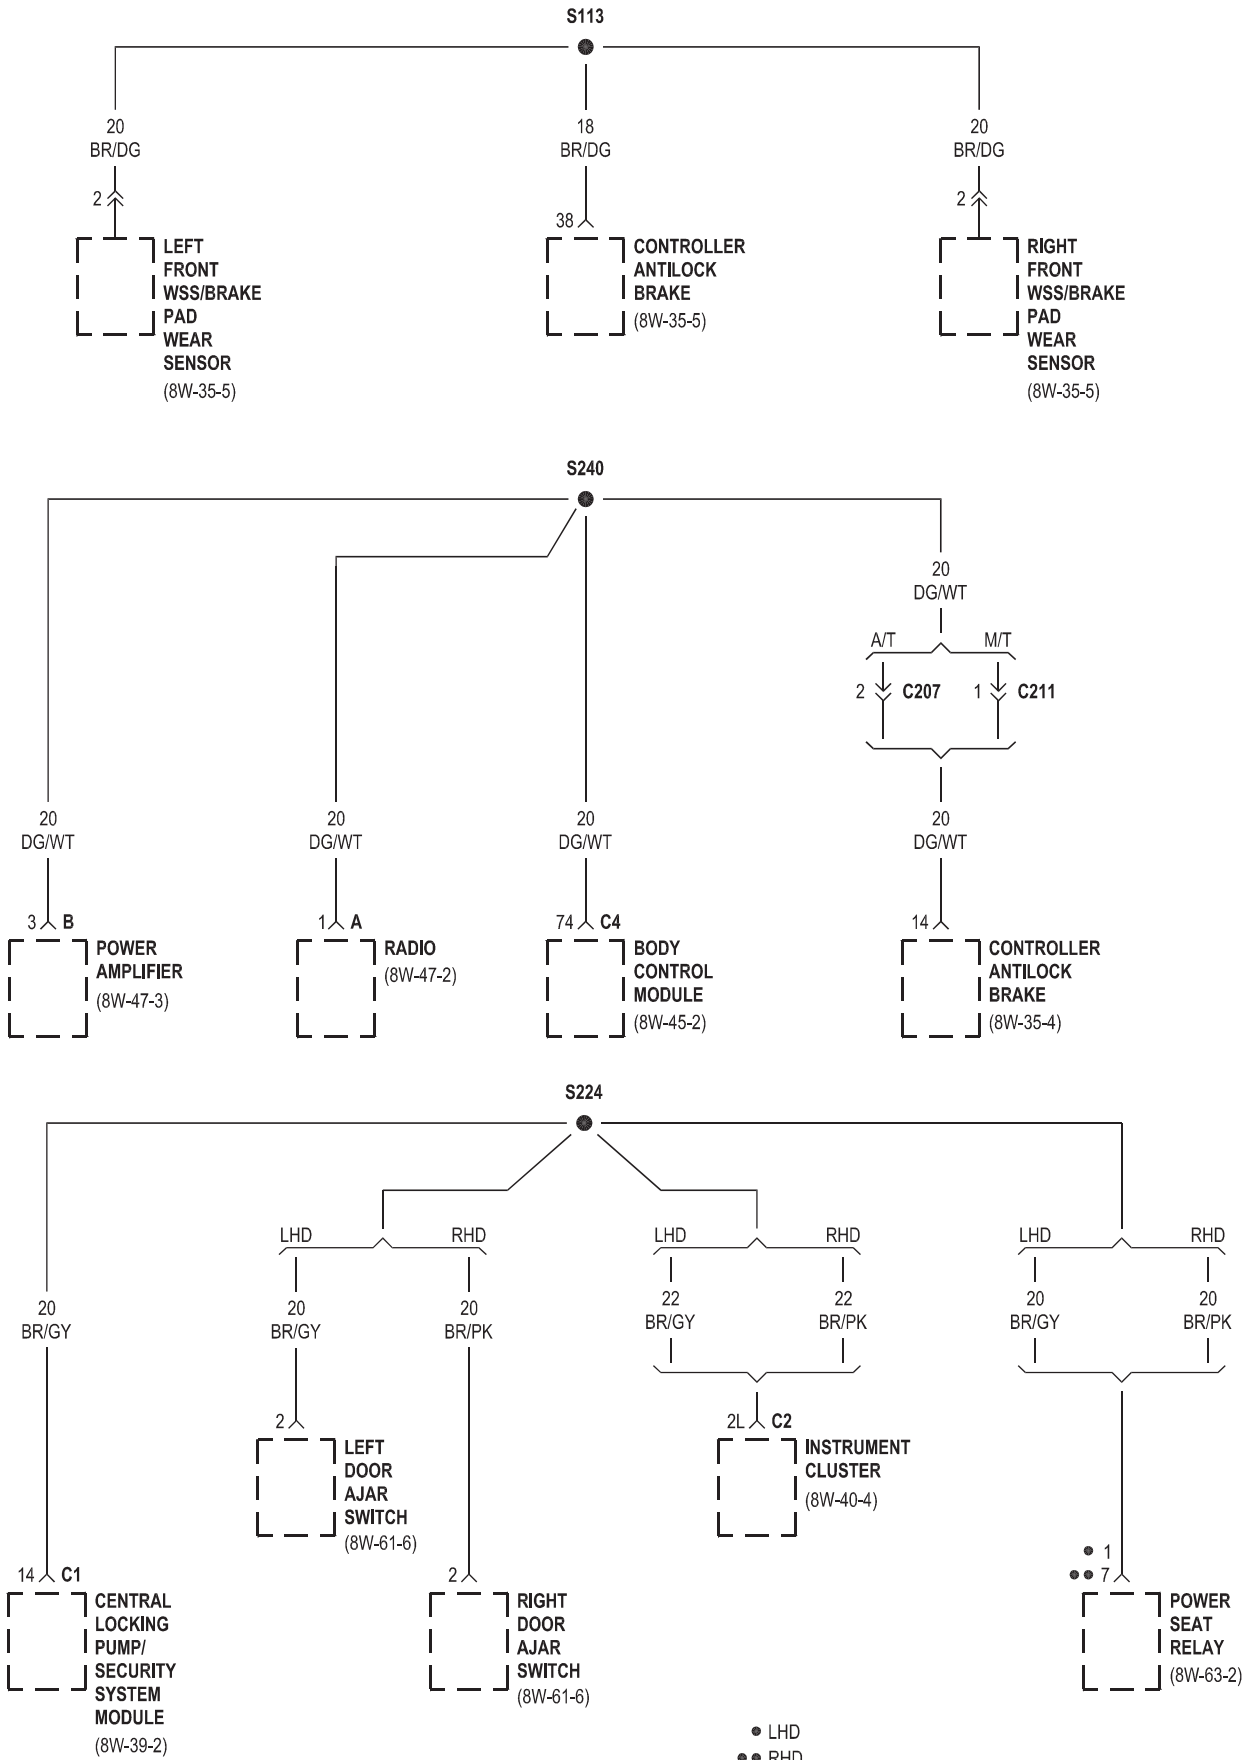 S113
20
BR/DG
18
BR/DG
20
BR/DG
2
38
2
LEFT
FRONT
WSS/BRAKE
PAD
WEAR
SENSOR
(8W-35-5)
CONTROLLER
ANTILOCK
BRAKE
(8W-35-5)
RIGHT
FRONT
WSS/BRAKE
PAD
WEAR
SENSOR
(8W-35-5)
S240
20
DG/WT
A/T
M/T
2
C207
1
C211
20
DG/WT
20
DG/WT
20
DG/WT
20
DG/WT
3 B
1 A
74 C4
14
POWER
AMPLIFIER
(8W-47-3)
RADIO
(8W-47-2)
BODY
CONTROL
MODULE
(8W-45-2)
CONTROLLER
ANTILOCK
BRAKE
(8W-35-4)
S224
LHD
RHD
LHD
RHD
LHD
RHD
20
BR/GY
20
BR/GY
20
BR/PK
22
BR/GY
22
BR/PK
20
BR/GY
20
BR/PK
2
LEFT
DOOR
AJAR
SWITCH
(8W-61-6)
2L C2
INSTRUMENT
CLUSTER
(8W-40-4)
14 C1
CENTRAL
LOCKING
PUMP/
SECURITY
SYSTEM
MODULE
(8W-39-2)
2
RIGHT
DOOR
AJAR
SWITCH
(8W-61-6)
● 1
●● 7
POWER
SEAT
RELAY
(8W-63-2)
● LHD
●● RHD